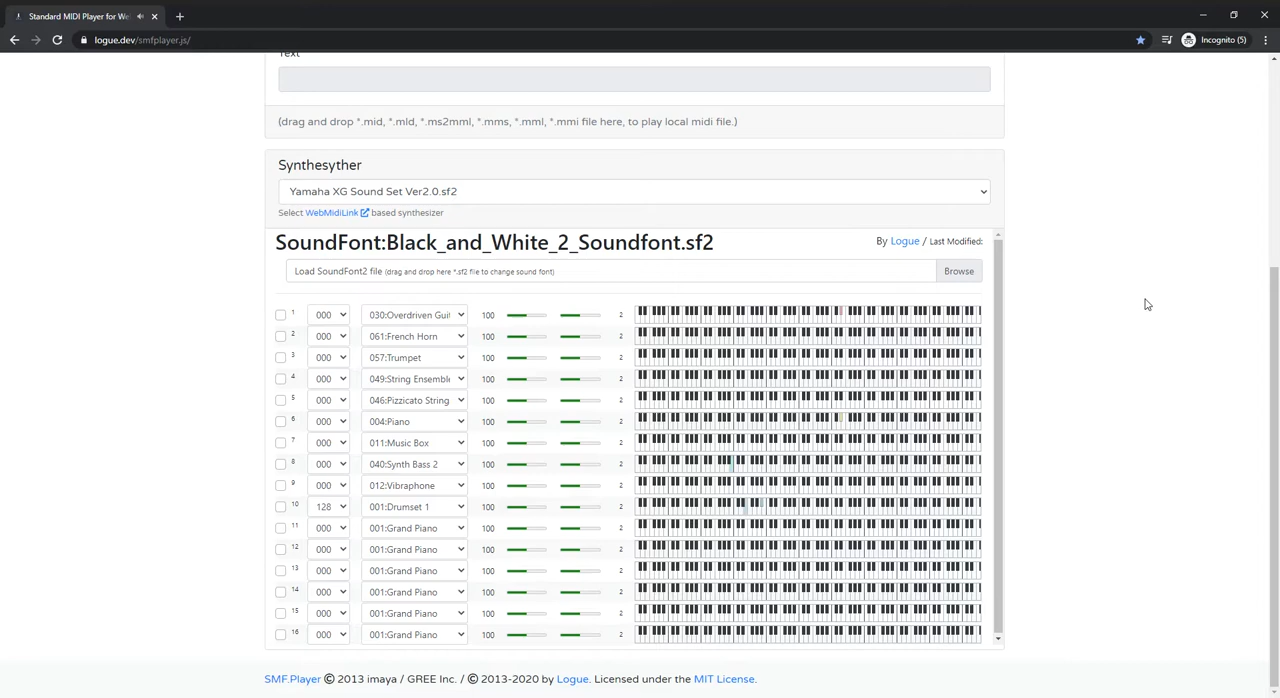 Standard MIDI Player for We
logue.dev/smfplayer.js/
Incognito (5)
Text
(drag and drop *.mid, *.mld, *.ms2mml, *.mms, *.mml, *.mmi file here, to play local midi file.)
Synthesyther
Yamaha XG Sound Set Ver2.0.sf2
Select WebMidiLink based synthesizer
SoundFont:Black_and_White_2_Soundfont.sf2
By Logue / Last Modified:
Load SoundFont2 file (drag and drop here *.sf2 file to change sound font)
Browse
1 000 030:Overdriven Guit 100 2
2 000 061:French Horn 100 2
3 000 057:Trumpet 100 2
4 000 049:String Ensemble 100 2
5 000 046:Pizzicato String 100 2
6 000 004:Piano 100 2
7 000 011:Music Box 100 2
8 000 040:Synth Bass 2 100 2
9 000 012:Vibraphone 100 2
10 128 001:Drumset 1 100 2
11 000 001:Grand Piano 100 2
12 000 001:Grand Piano 100 2
13 000 001:Grand Piano 100 2
14 000 001:Grand Piano 100 2
15 000 001:Grand Piano 100 2
16 000 001:Grand Piano 100 2
SMF.Player © 2013 imaya / GREE Inc. / © 2013-2020 by Logue. Licensed under the MIT License.